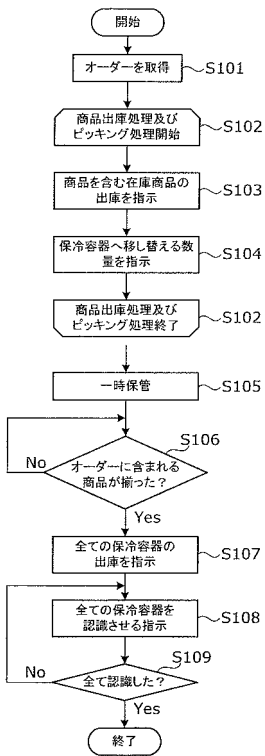 開始
オーダーを取得
S101
商品出庫処理及び
ピッキング処理開始
S102
商品を含む在庫商品の
出庫を指示
S103
保冷容器へ移し替える数
量を指示
S104
商品出庫処理及び
ピッキング処理終了
S102
一時保管
S105
S106
オーダーに含まれる
商品が揃った?
No
Yes
全ての保冷容器の
出庫を指示
S107
全ての保冷容器を
認識させる指示
S108
S109
全て認識した?
No
Yes
終了